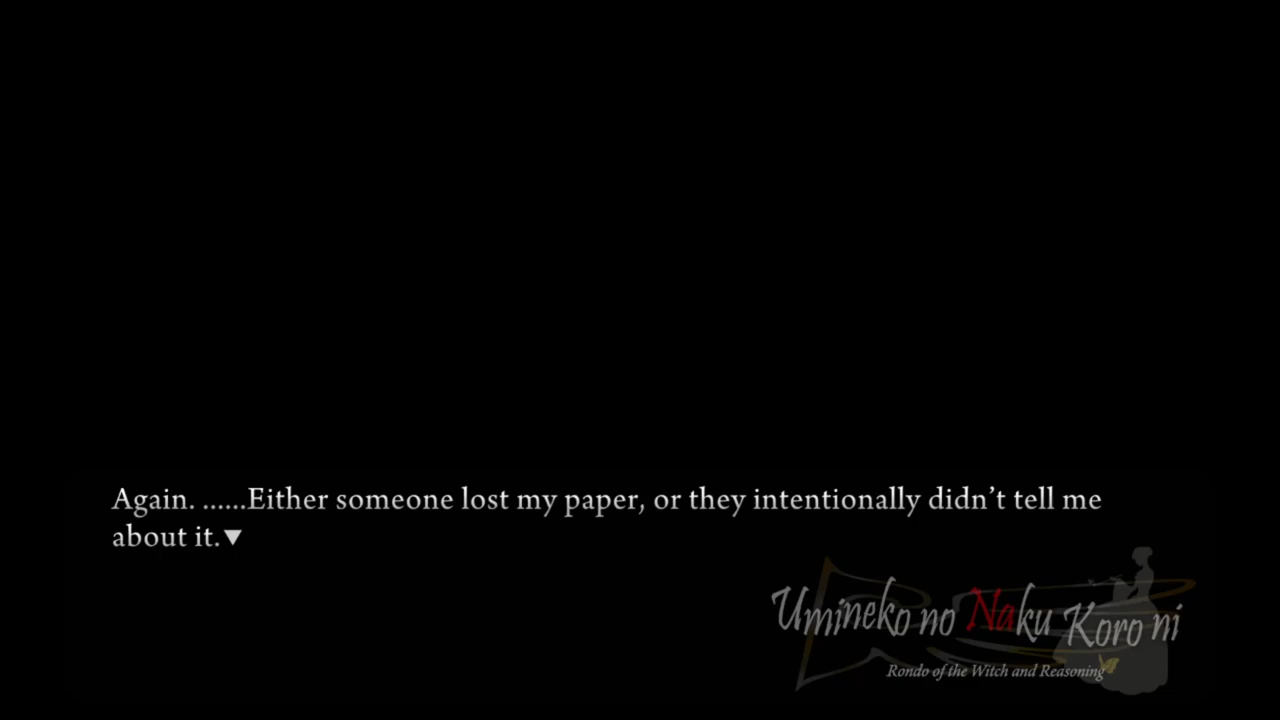 Again. ......Either someone lost my paper, or they intentionally didn't tell me
about it.▼
Umineko no Naku Koro ni
Rondo of the Witch and Reasoning